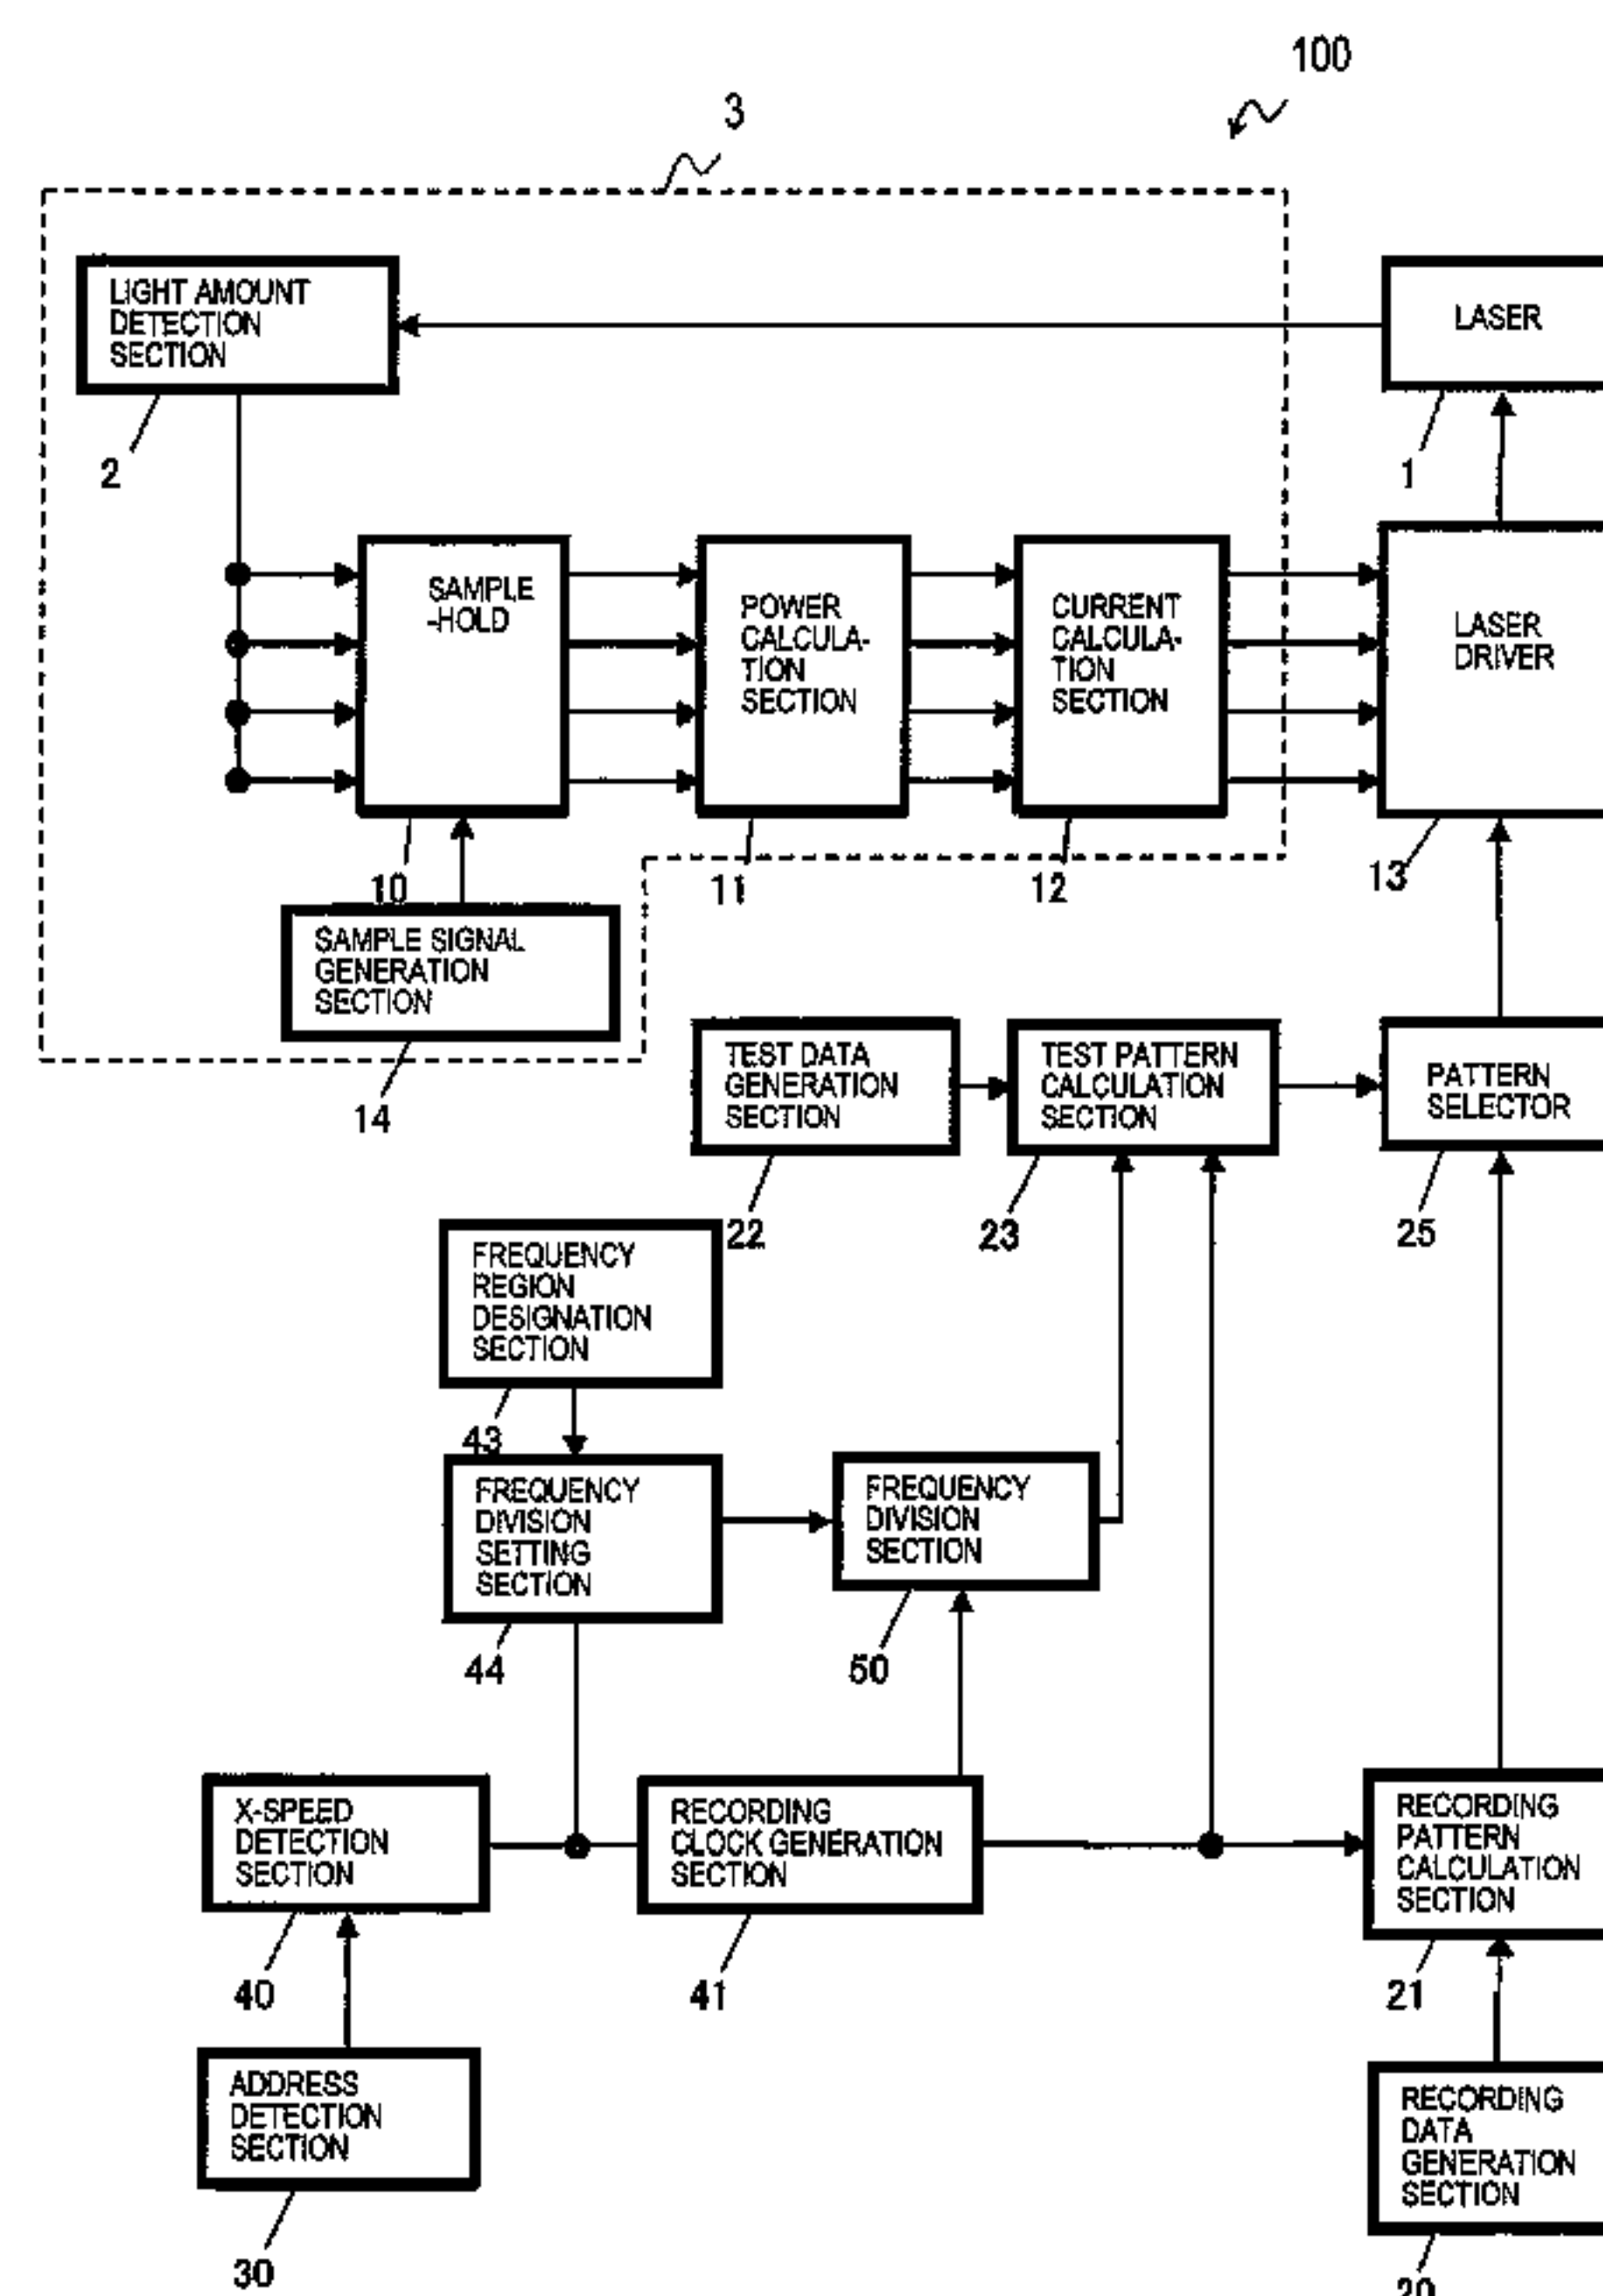 100
3
LIGHT AMOUNT
DETECTION
SECTION
LASER
2
1
SAMPLE
-HOLD
POWER
CALCULA-
TION
SECTION
CURRENT
CALCULA-
TION
SECTION
LASER
DRIVER
10
11
12
13
SAMPLE SIGNAL
GENERATION
SECTION
14
TEST DATA
GENERATION
SECTION
TEST PATTERN
CALCULATION
SECTION
PATTERN
SELECTOR
22
23
25
FREQUENCY
REGION
DESIGNATION
SECTION
43
FREQUENCY
DIVISION
SETTING
SECTION
FREQUENCY
DIVISION
SECTION
44
50
X-SPEED
DETECTION
SECTION
RECORDING
CLOCK GENERATION
SECTION
RECORDING
PATTERN
CALCULATION
SECTION
40
41
21
ADDRESS
DETECTION
SECTION
RECORDING
DATA
GENERATION
SECTION
30
20